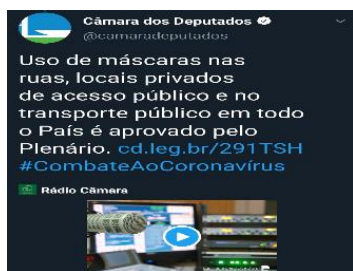 Câmara dos Deputados
@camaradeputados
Uso de máscaras nas
ruas, locais privados
de acesso público e no
transporte público em todo
o País é aprovado pelo
Plenário. cd.leg.br/291TSH
#CombateAoCoronavírus
Rádio Câmara